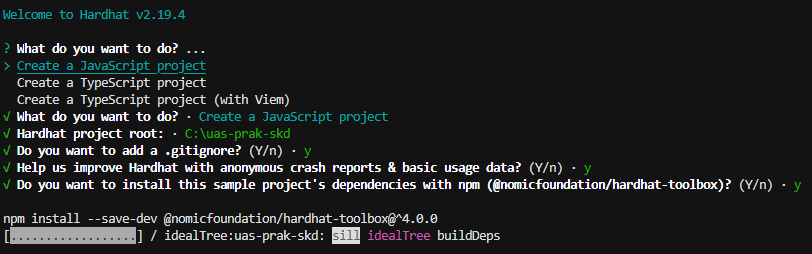 Welcome to Hardhat v2.19.4
? What do you want to do? ...
> Create a JavaScript project
Create a TypeScript project
Create a TypeScript project (with Viem)
√ What do you want to do? · Create a JavaScript project
√ Hardhat project root: · C:\uas-prak-skd
√ Do you want to add a .gitignore? (Y/n) · y
√ Help us improve Hardhat with anonymous crash reports & basic usage data? (Y/n) · y
√ Do you want to install this sample project's dependencies with npm (@nomicfoundation/hardhat-toolbox)? (Y/n) · y
npm install --save-dev @nomicfoundation/hardhat-toolbox@^4.0.0
[..................] / idealTree:uas-prak-skd: sill idealTree buildDeps